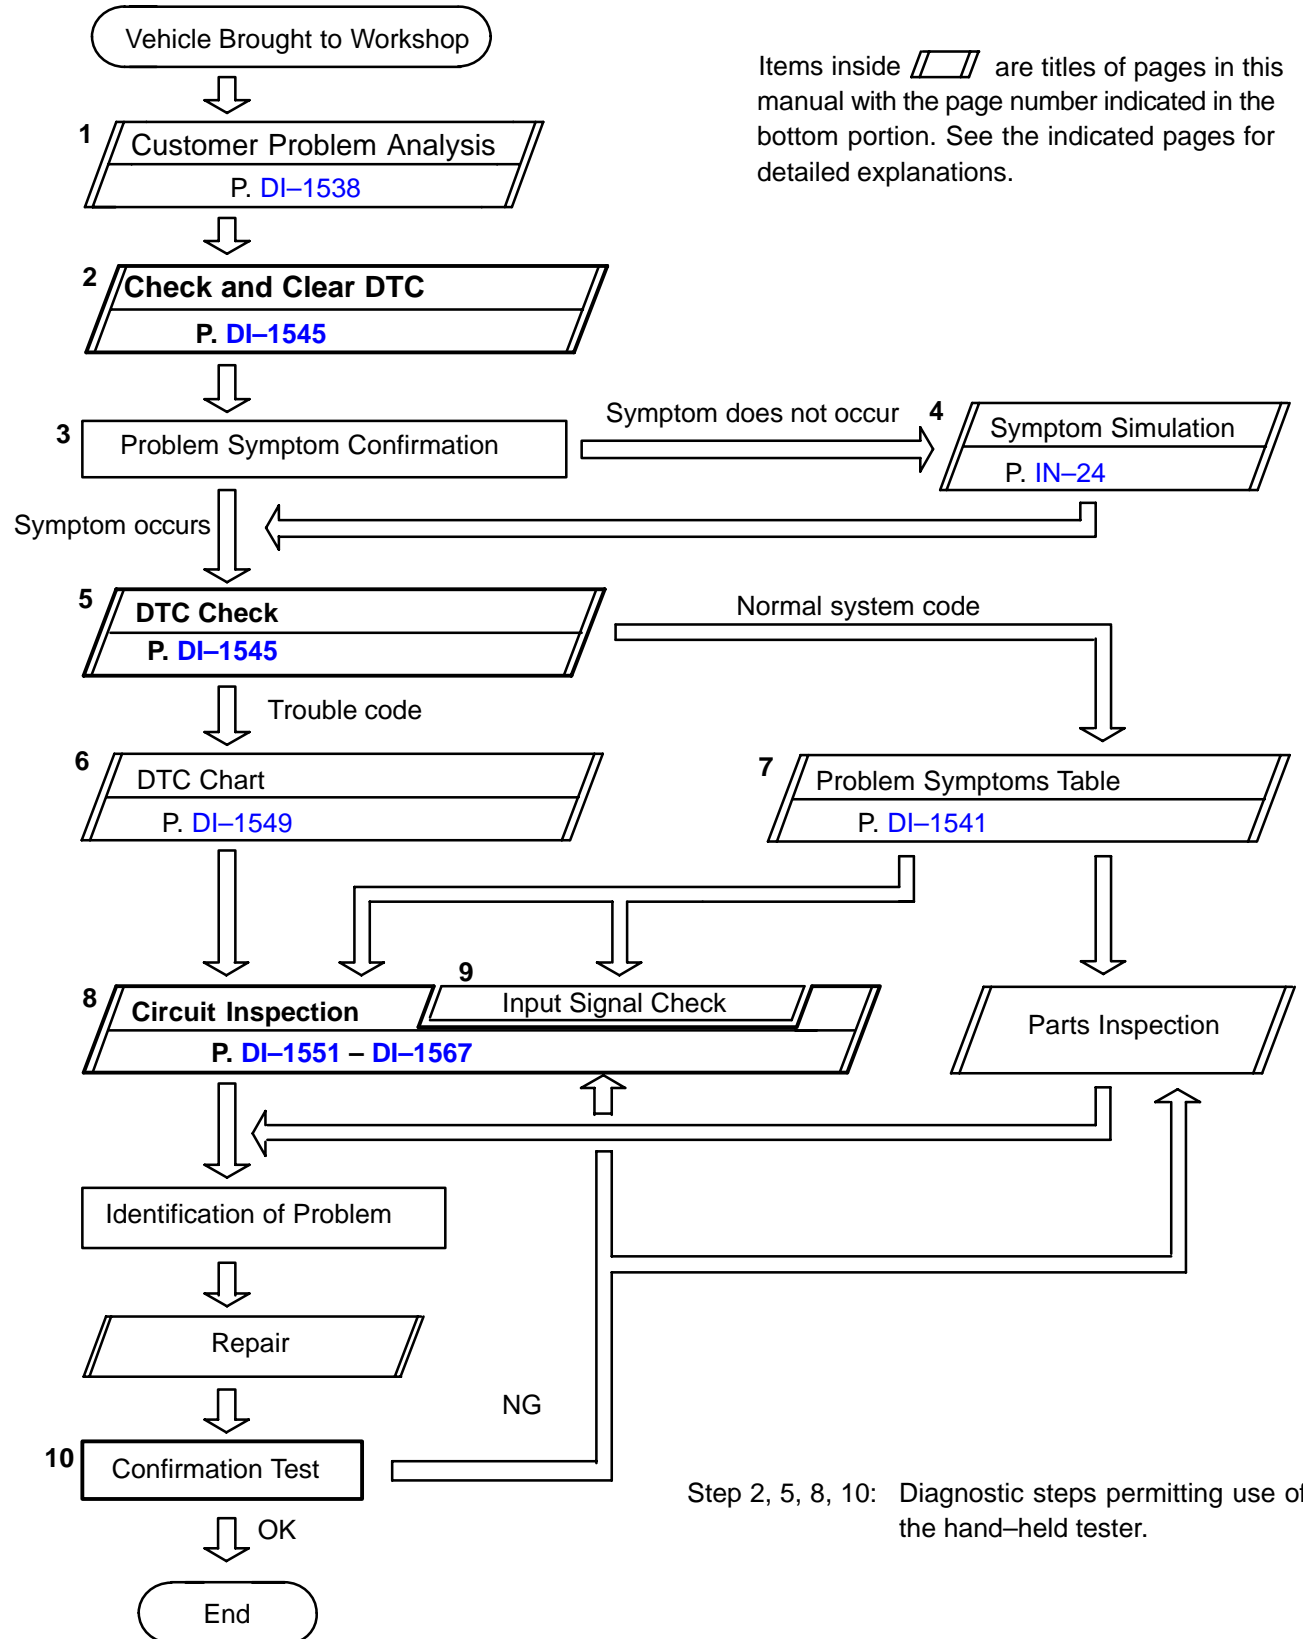 Vehicle Brought to Workshop
Items inside are titles of pages in this
manual with the page number indicated in the
bottom portion. See the indicated pages for
detailed explanations.
1
Customer Problem Analysis
P. DI–1538
2
Check and Clear DTC
P. DI–1545
3
Problem Symptom Confirmation
Symptom does not occur
4
Symptom Simulation
P. IN–24
Symptom occurs
5
DTC Check
P. DI–1545
Normal system code
Trouble code
6
DTC Chart
P. DI–1549
7
Problem Symptoms Table
P. DI–1541
8
Circuit Inspection
9
Input Signal Check
P. DI–1551 – DI–1567
Parts Inspection
Identification of Problem
Repair
NG
10
Confirmation Test
Step 2, 5, 8, 10: Diagnostic steps permitting use of
the hand–held tester.
OK
End